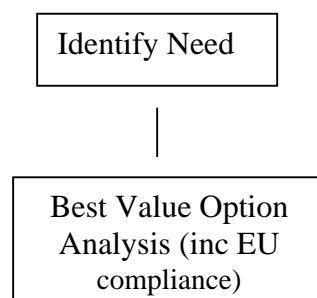 Identify Need
Best Value Option
Analysis (inc EU
compliance)